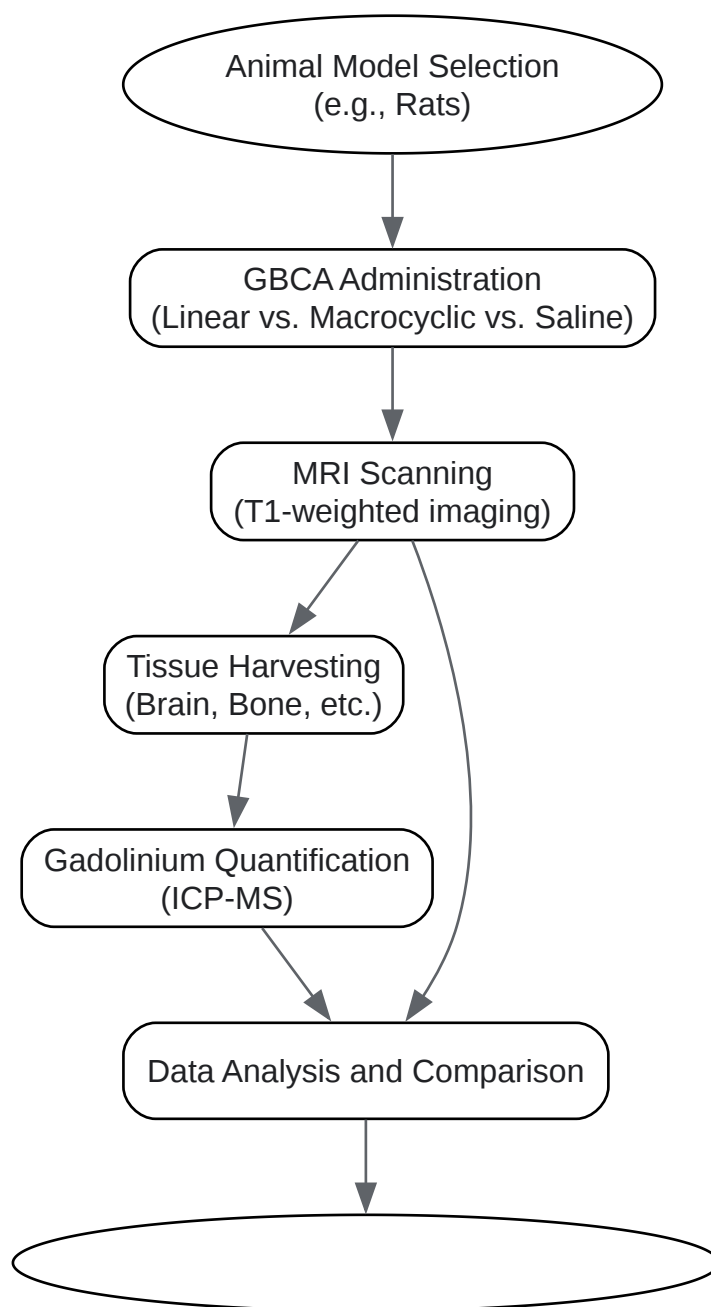 Animal Model Selection
(e.g., Rats)
GBCA Administration
(Linear vs. Macrocyclic vs. Saline)
MRI Scanning
(T1-weighted imaging)
Tissue Harvesting
(Brain, Bone, etc.)
Gadolinium Quantification
(ICP-MS)
Data Analysis and Comparison